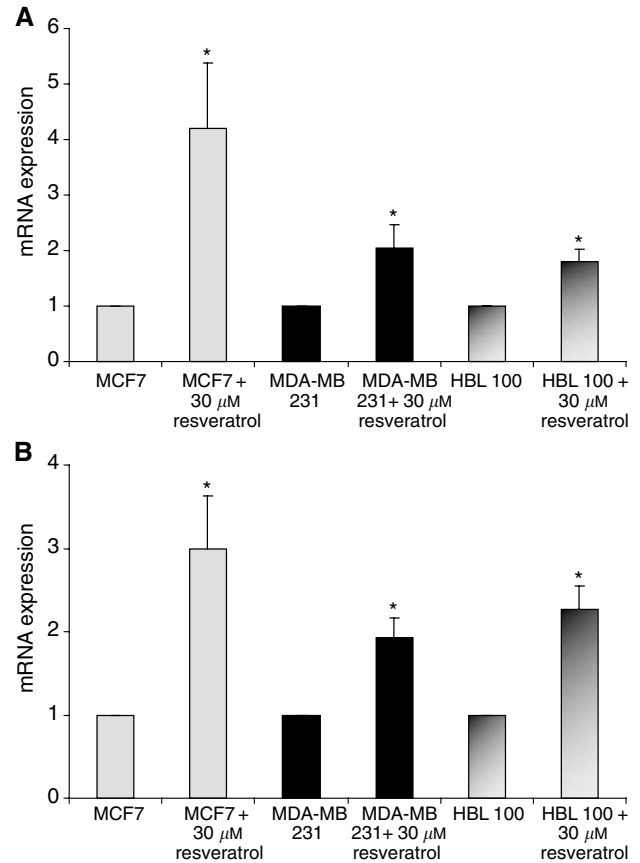 A
mRNA expression
6
5
4
3
2
1
0
*
*
*
MCF7
MCF7 +
30 μM
resveratrol
MDA-MB
231
MDA-MB
231+ 30 μM
resveratrol
HBL 100
HBL 100 +
30 μM
resveratrol
B
mRNA expression
4
3
2
1
0
*
*
*
MCF7
MCF7 +
30 μM
resveratrol
MDA-MB
231
MDA-MB
231+ 30 μM
resveratrol
HBL 100
HBL 100 +
30 μM
resveratrol